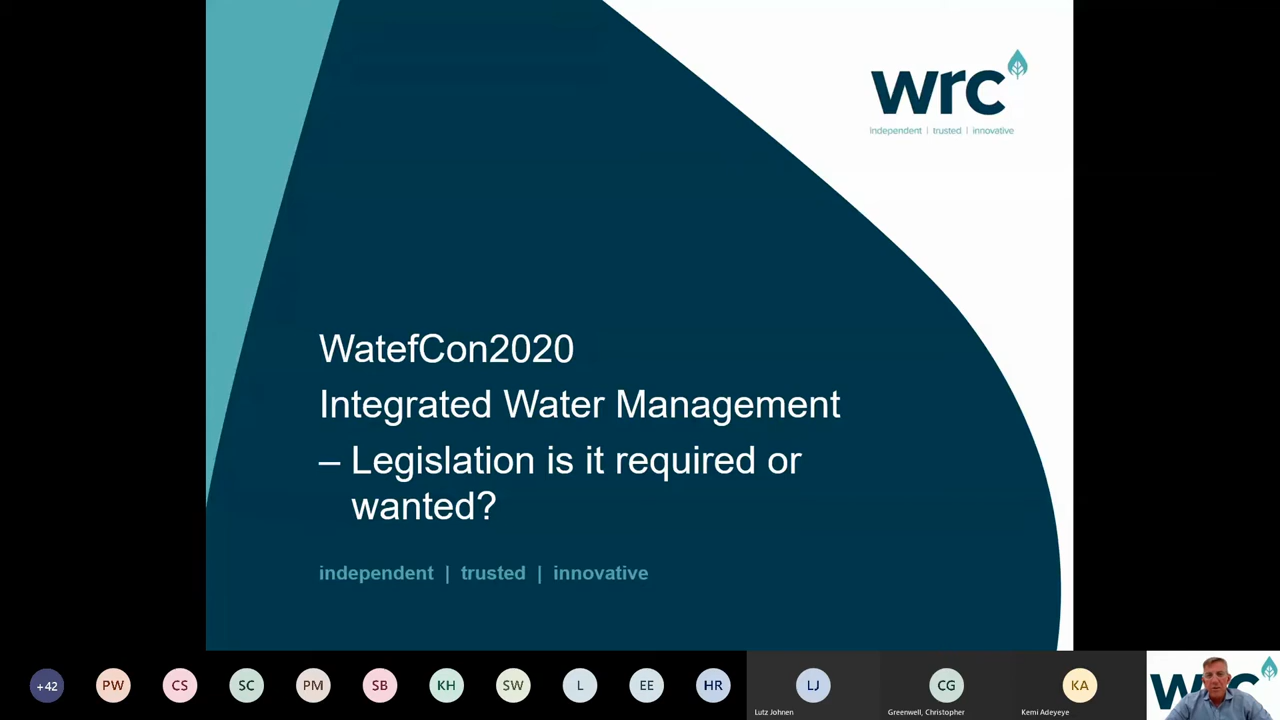 wrc
independent | trusted | innovative
WatefCon2020
Integrated Water Management
– Legislation is it required or
wanted?
independent | trusted | innovative
+42
PW
CS
SC
PM
SB
KH
SW
L
EE
HR
LJ
Lutz Johnen
CG
Greenwell, Christopher
KA
Kemi Adeyeye